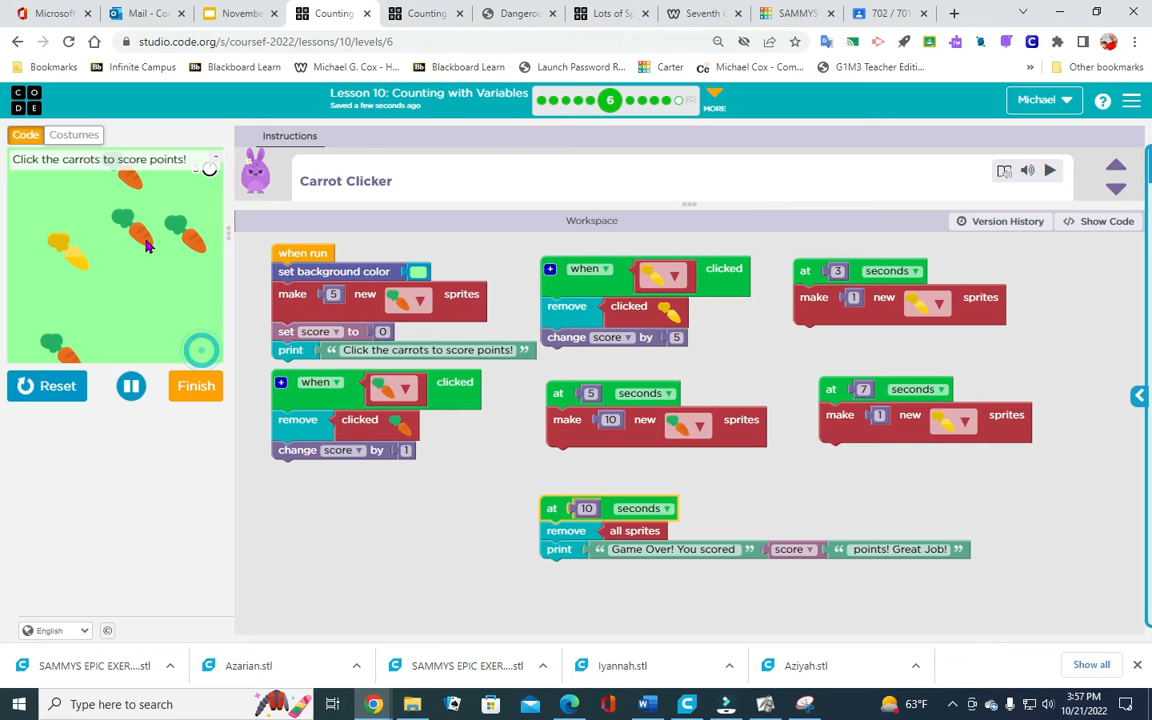 Microsoft
Mail - Co
Novembe
Counting
Counting
Dangerou
Lots of Sp
Seventh G
SAMMYS
702 / 701
studio.code.org/s/coursef-2022/lessons/10/levels/6
Bookmarks
Infinite Campus
Blackboard Learn
Michael G. Cox - H...
Blackboard Learn
Launch Password R...
Carter
Michael Cox - Com...
G1M3 Teacher Editi...
Other bookmarks
C O
D E
Lesson 10: Counting with Variables
Saved a few seconds ago
6
MORE
Michael
Code
Costumes
Instructions
Click the carrots to score points!
Carrot Clicker
Workspace
Version History
</> Show Code
when run
set background color
make 5 new sprites
set score to 0
print “ Click the carrots to score points! ”
when clicked
remove clicked
change score by 1
when clicked
remove clicked
change score by 5
at 3 seconds
make 1 new sprites
at 5 seconds
make 10 new sprites
at 7 seconds
make 1 new sprites
at 10 seconds
remove all sprites
print “ Game Over! You scored ” score “ points! Great Job! ”
Reset
Finish
English
SAMMYS EPIC EXER....stl
Azarian.stl
SAMMYS EPIC EXER....stl
Iyannah.stl
Aziyah.stl
Show all
Type here to search
63°F
3:57 PM
10/21/2022